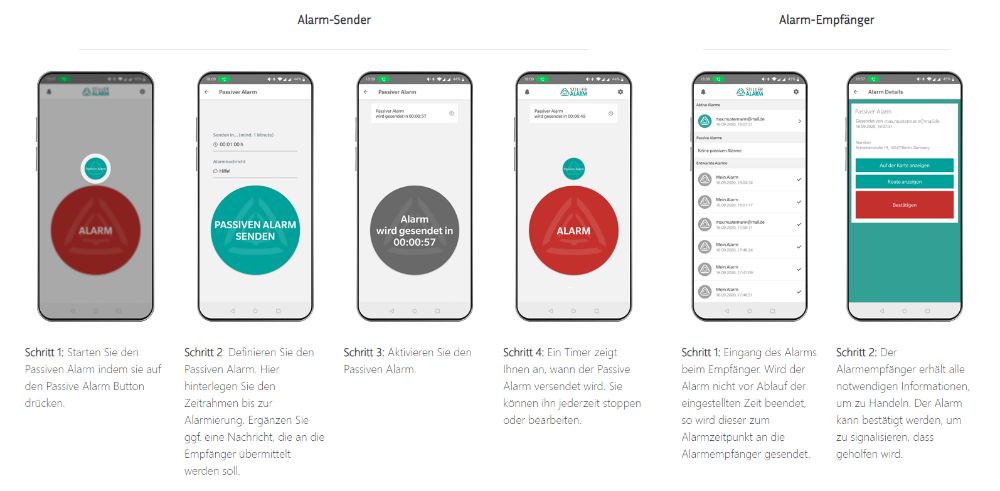 Alarm-Sender
Alarm-Empfänger
Passiver Alarm
ALARM
Passiver Alarm
Senden in... (mind. 1 Minute)
00:01:00 h
Alarmnachricht
Hilfe!
PASSIVEN ALARM
SENDEN
Passiver Alarm
Passiver Alarm
wird gesendet in 00:00:57
Alarm
wird gesendet in
00:00:57
STILLER
ALARM
Passiver Alarm
wird gesendet in 00:00:45
Passiver Alarm
ALARM
STILLER
ALARM
Aktive Alarme
max.mustermann@mail.de
Passive Alarme
Keine passiven Alarme
Entwarnte Alarme
Mein Alarm
Mein Alarm
max.mustermann@mail.de
Mein Alarm
Mein Alarm
Mein Alarm
Alarm Details
Passiver Alarm
Gesendet von max.mustermann@mail.de
Standort
Auf der Karte anzeigen
Route anzeigen
Bestätigen
Schritt 1: Starten Sie den
Passiven Alarm indem sie auf
den Passive Alarm Button
drücken.
Schritt 2: Definieren Sie den
Passiven Alarm. Hier
hinterlegen Sie den
Zeitrahmen bis zur
Alarmierung. Ergänzen Sie
ggf. eine Nachricht, die an die
Empfänger übermittelt
werden soll.
Schritt 3: Aktivieren Sie den
Passiven Alarm.
Schritt 4: Ein Timer zeigt
Ihnen an, wann der Passive
Alarm versendet wird. Sie
können ihn jederzeit stoppen
oder bearbeiten.
Schritt 1: Eingang des Alarms
beim Empfänger. Wird der
Alarm nicht vor Ablauf der
eingestellten Zeit beendet,
so wird dieser zum
Alarmzeitpunkt an die
Alarmempfänger gesendet.
Schritt 2: Der
Alarmempfänger erhält alle
notwendigen Informationen,
um zu Handeln. Der Alarm
kann bestätigt werden, um
zu signalisieren, dass
geholfen wird.